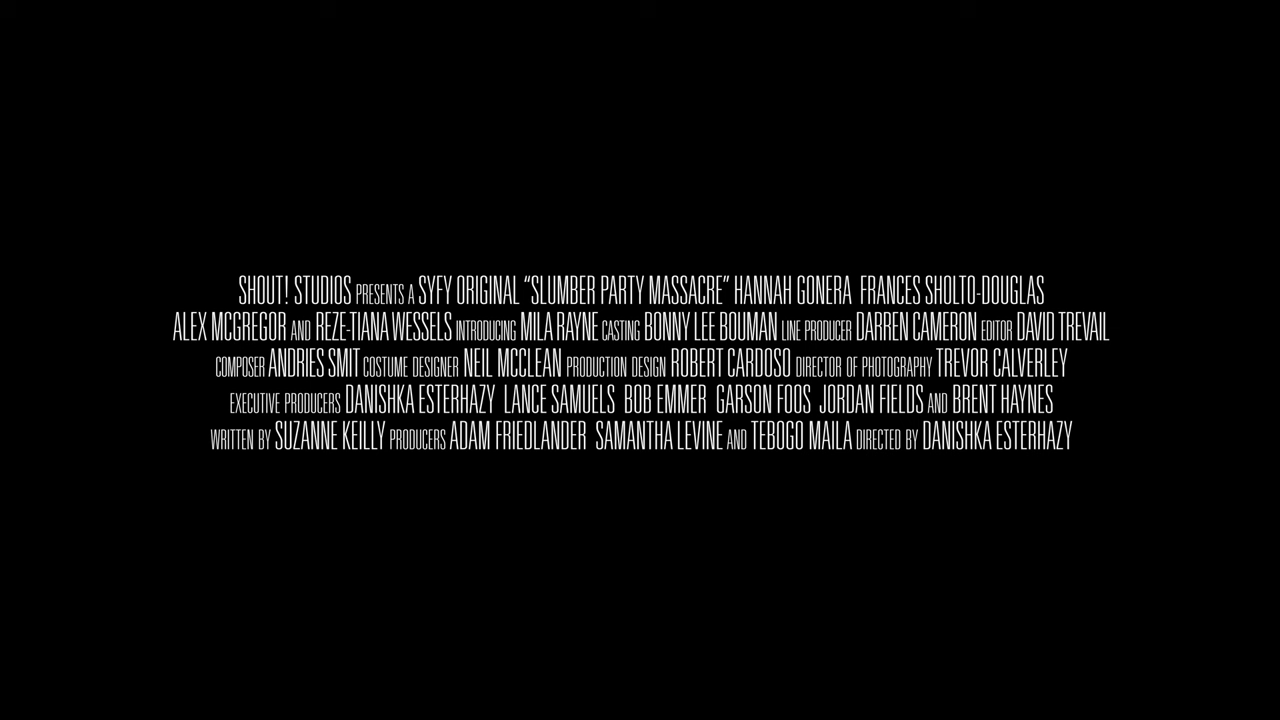 SHOUT! STUDIOS PRESENTS A SYFY ORIGINAL “SLUMBER PARTY MASSACRE” HANNAH GONERA FRANCES SHOLTO-DOUGLAS
ALEX MCGREGOR AND REZE-TIANA WESSELS INTRODUCING MILA RAYNE CASTING BONNY LEE BOUMAN LINE PRODUCER DARREN CAMERON EDITOR DAVID TREVAIL
COMPOSER ANDRIES SMIT COSTUME DESIGNER NEIL MCCLEAN PRODUCTION DESIGN ROBERT CARDOSO DIRECTOR OF PHOTOGRAPHY TREVOR CALVERLEY
EXECUTIVE PRODUCERS DANISHKA ESTERHAZY LANCE SAMUELS BOB EMMER GARSON FOOS JORDAN FIELDS AND BRENT HAYNES
WRITTEN BY SUZANNE KEILLY PRODUCERS ADAM FRIEDLANDER SAMANTHA LEVINE AND TEBOGO MAILA DIRECTED BY DANISHKA ESTERHAZY